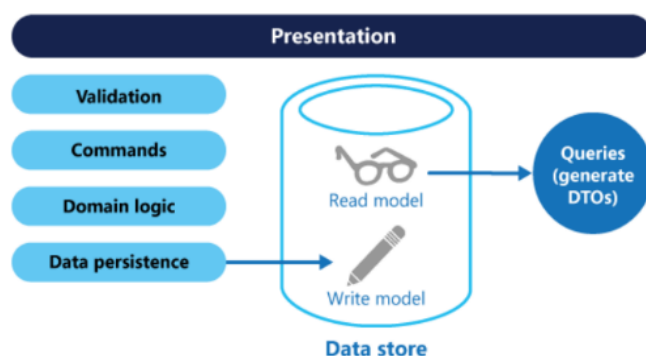 Presentation
Validation
Commands
Domain logic
Data persistence
Read model
Write model
Data store
Queries
(generate
DTOs)